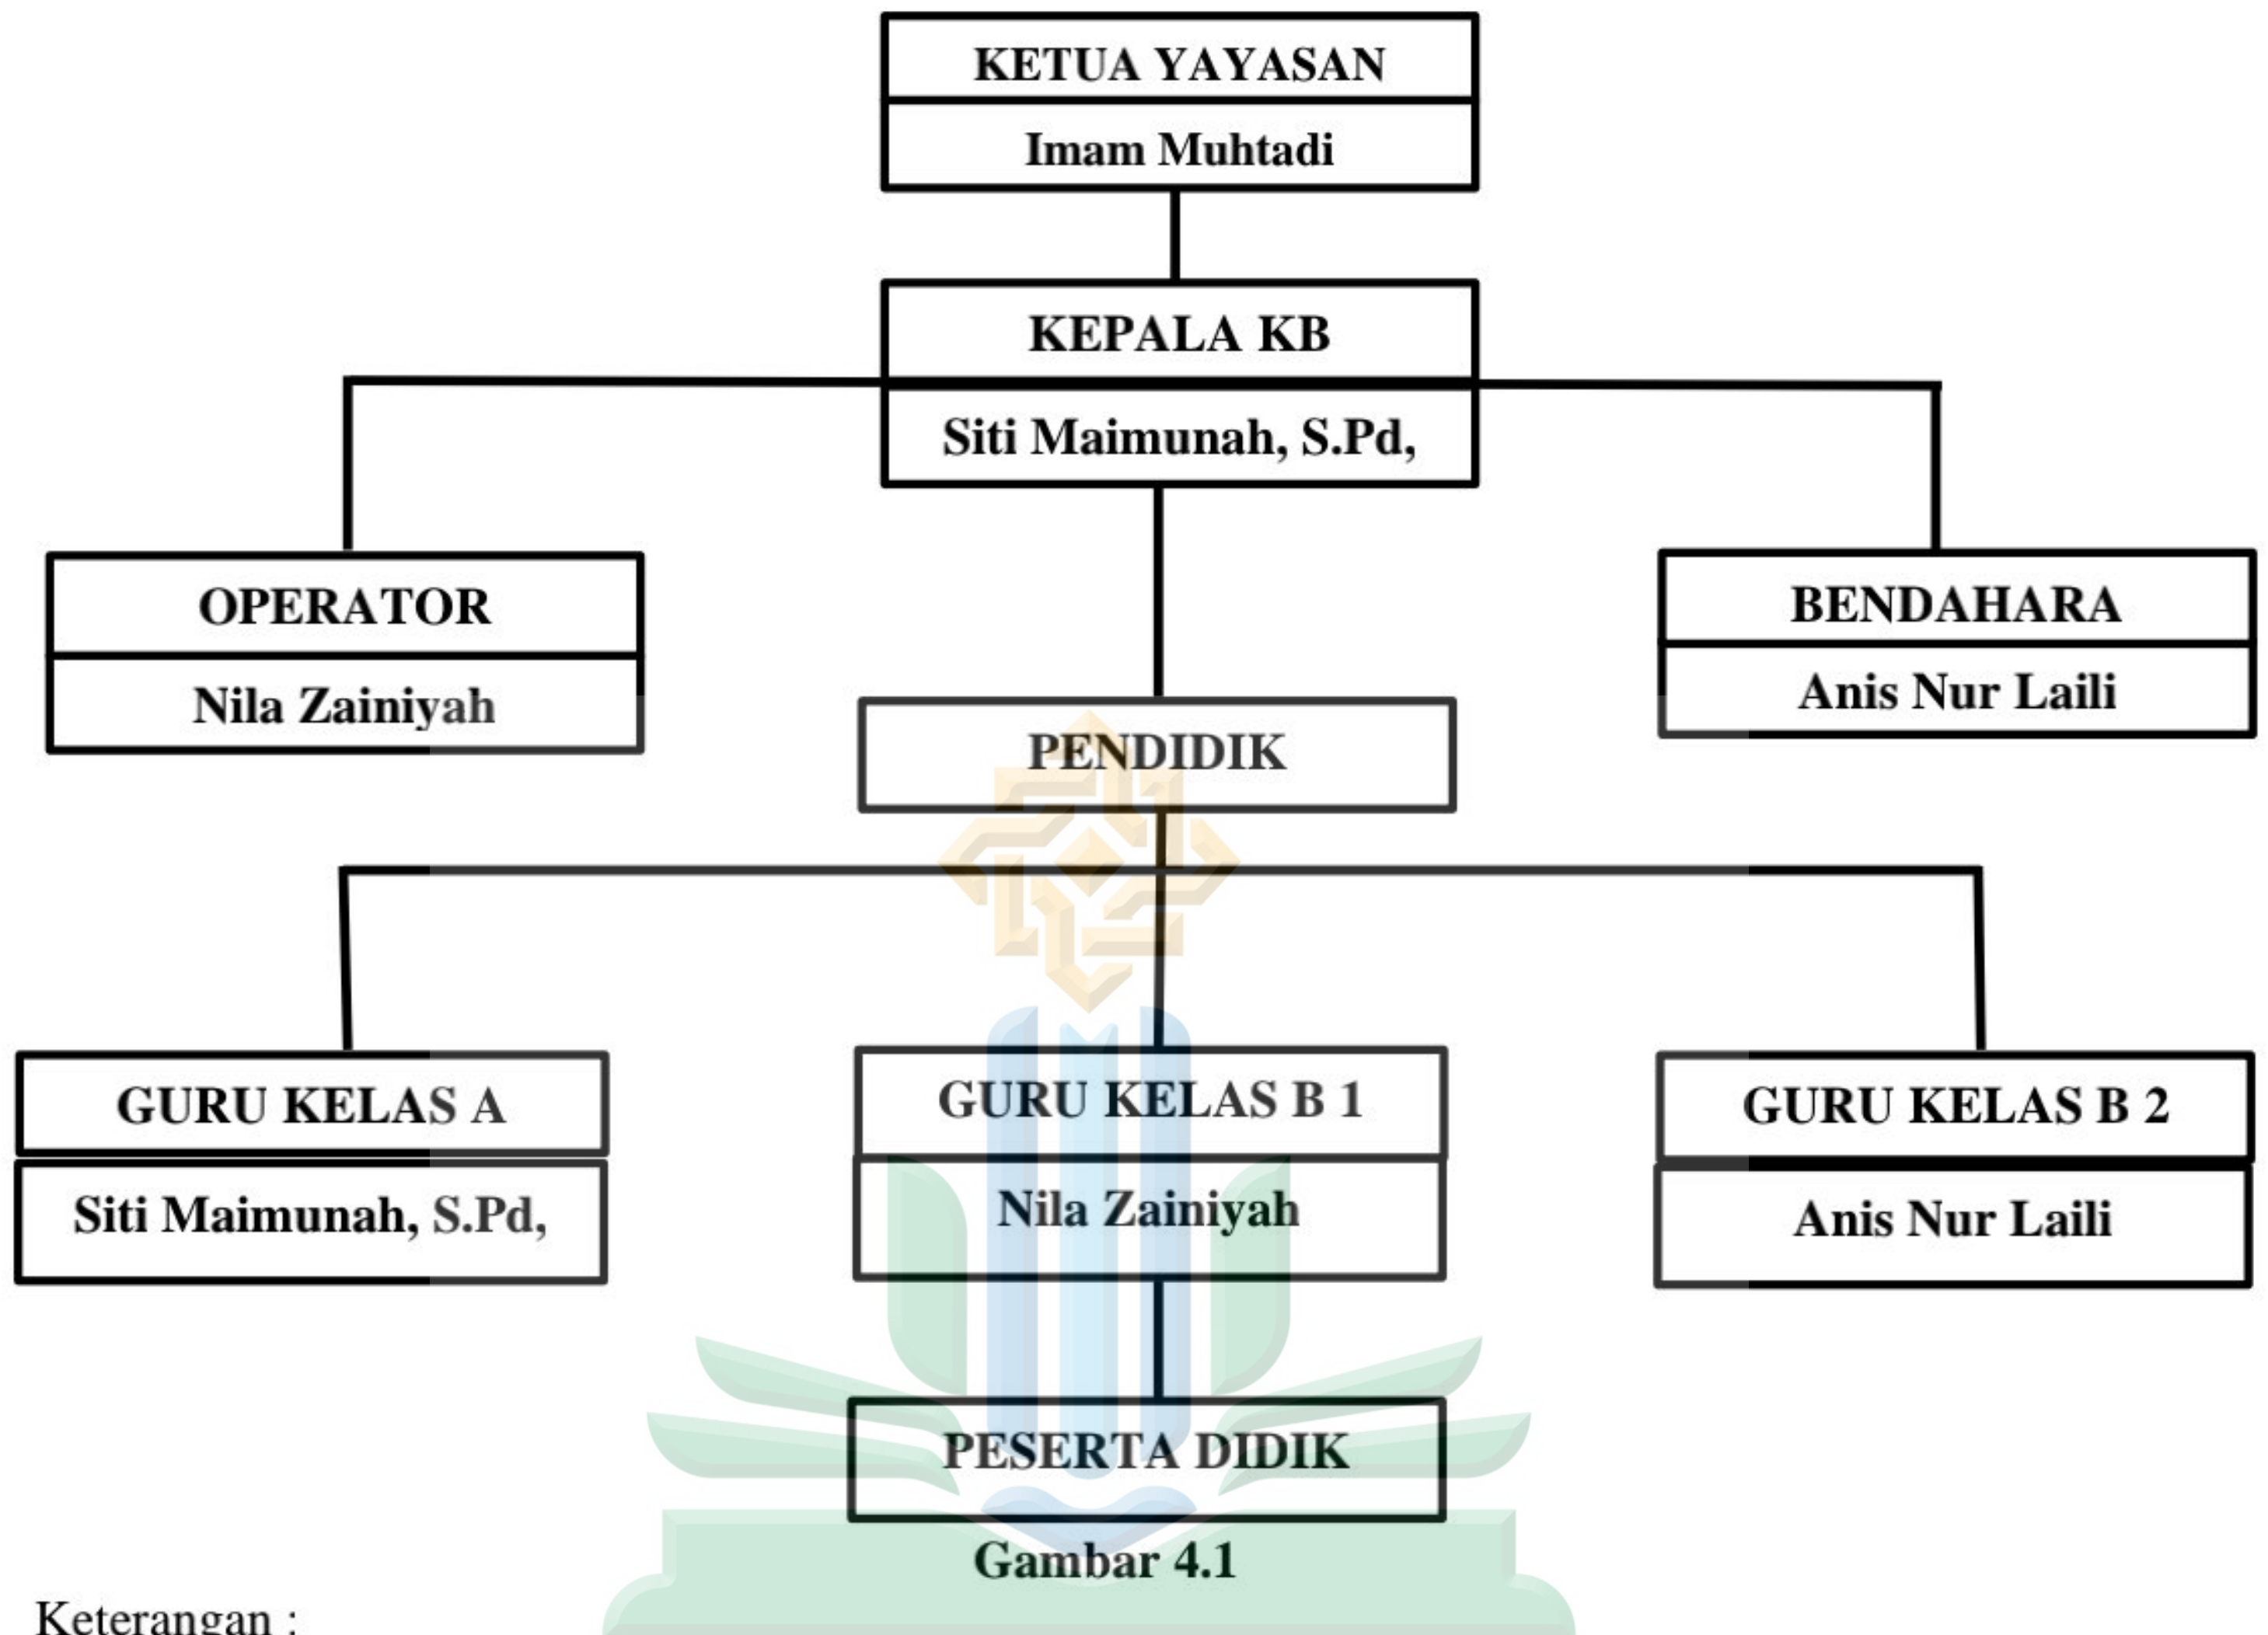 KETUA YAYASAN
Imam Muhtadi
KEPALA KB
Siti Maimunah, S.Pd,
OPERATOR
Nila Zainiyah
BENDAHARA
Anis Nur Laili
PENDIDIK
GURU KELAS A
Siti Maimunah, S.Pd,
GURU KELAS B 1
Nila Zainiyah
GURU KELAS B 2
Anis Nur Laili
PESERTA DIDIK
Gambar 4.1
Keterangan :